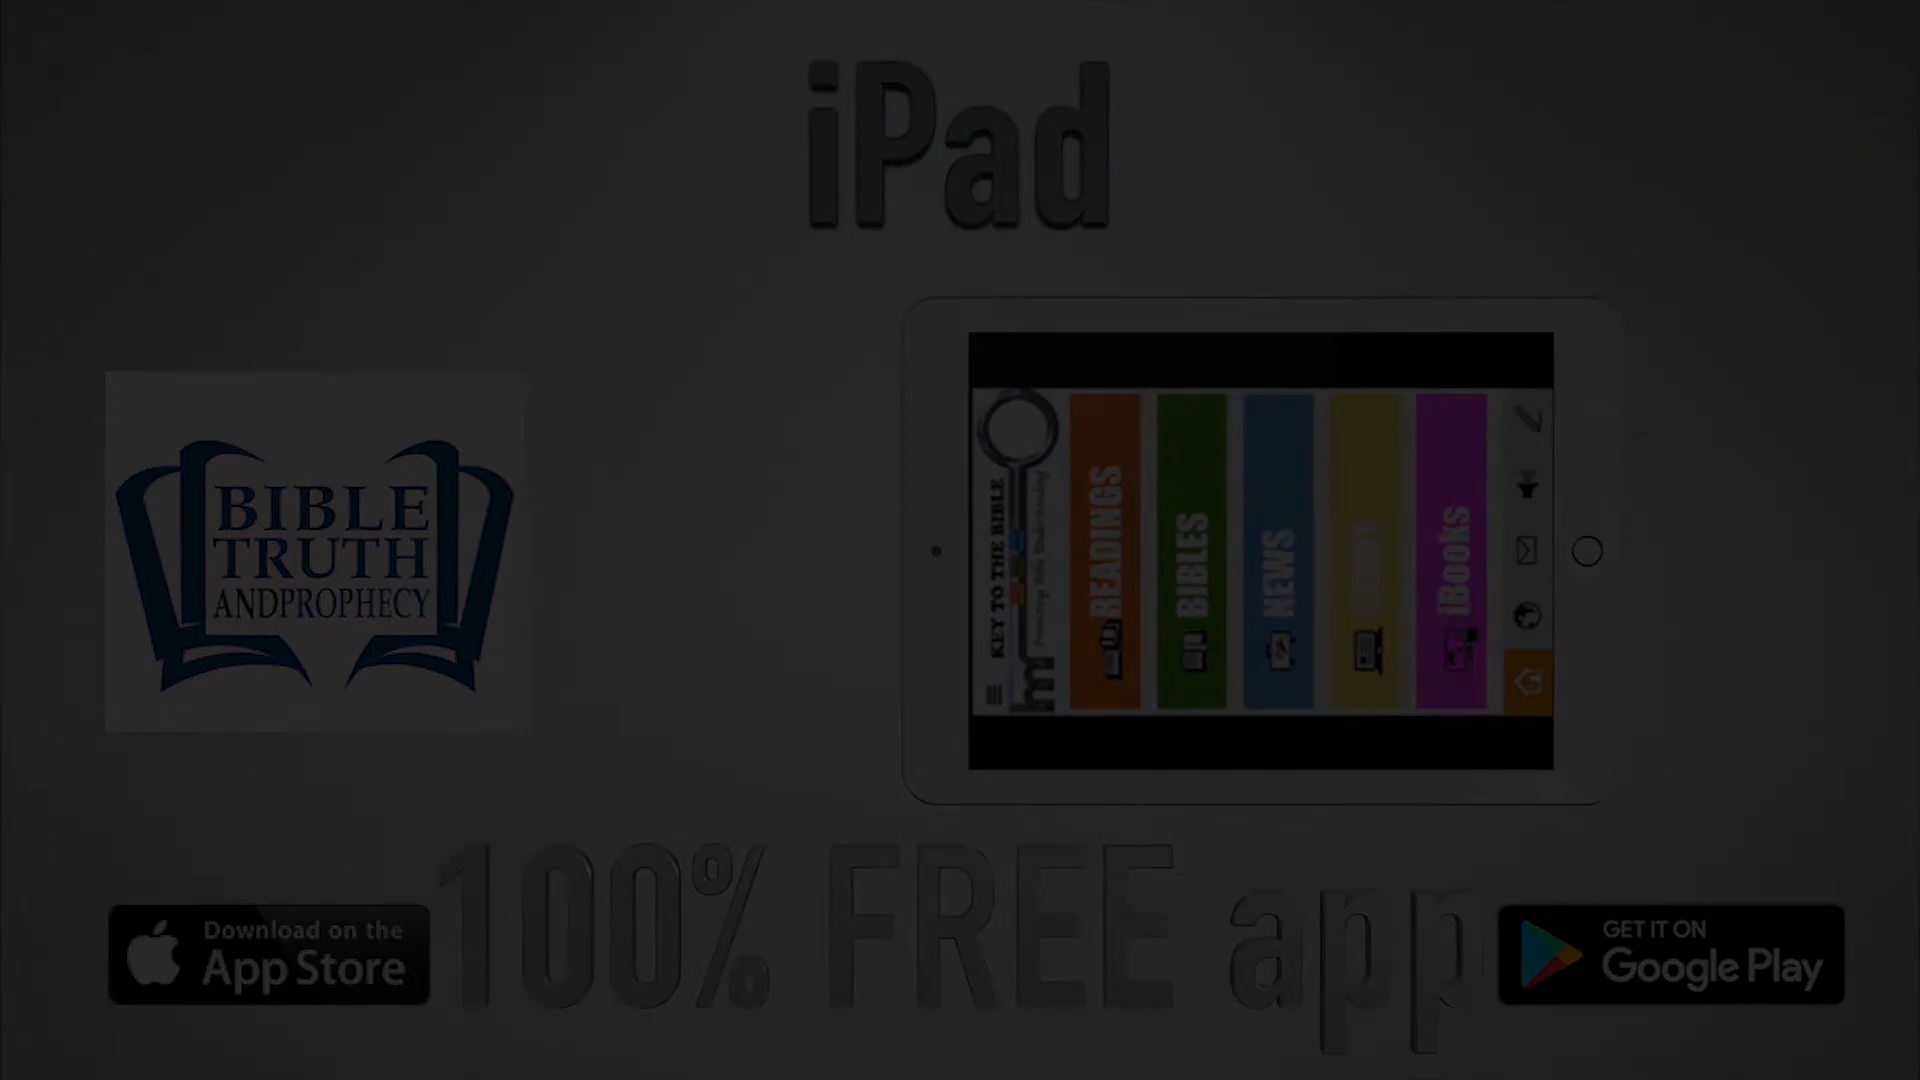 iPad
BIBLE
TRUTH
ANDPROPHECY
KEY TO THE BIBLE
READINGS
BIBLES
NEWS
iBooks
100% FREE app
Download on the
App Store
GET IT ON
Google Play